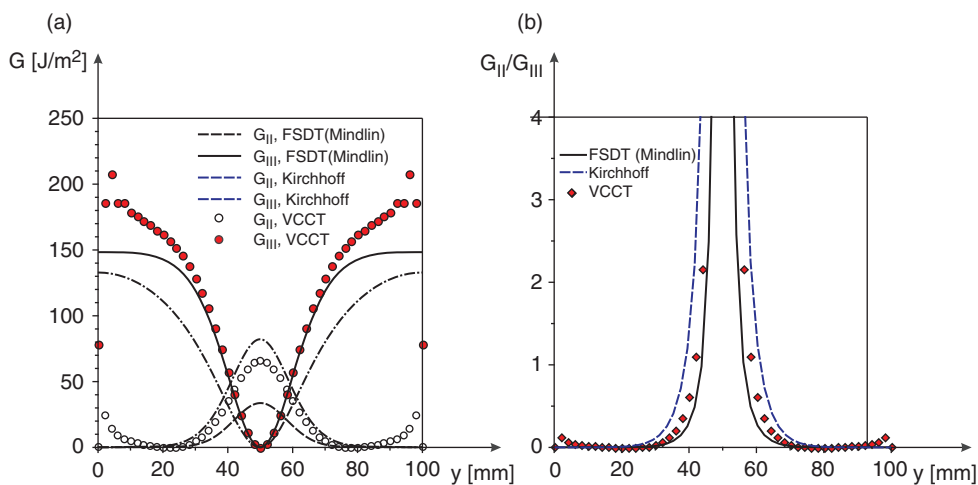 (a)
G [J/m²]
250
200
150
100
50
0
0
20
40
60
80
100
y [mm]
G_II, FSDT(Mindlin)
G_III, FSDT(Mindlin)
G_II, Kirchhoff
G_III, Kirchhoff
G_II, VCCT
G_III, VCCT
(b)
G_II/G_III
4
3
2
1
0
0
20
40
60
80
100
y [mm]
FSDT (Mindlin)
Kirchhoff
VCCT